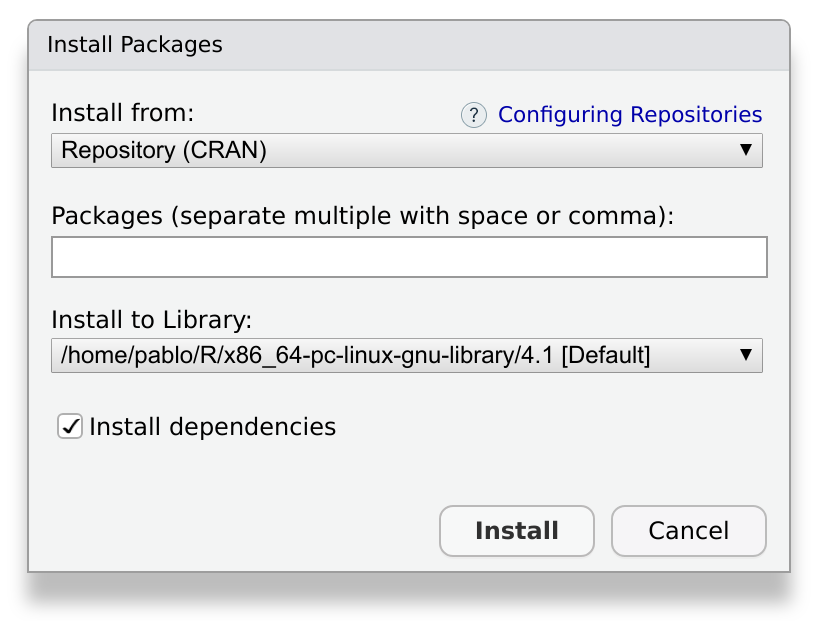 Install Packages
Install from:
? Configuring Repositories
Repository (CRAN)
Packages (separate multiple with space or comma):
Install to Library:
/home/pablo/R/x86_64-pc-linux-gnu-library/4.1 [Default]
Install dependencies
Install
Cancel